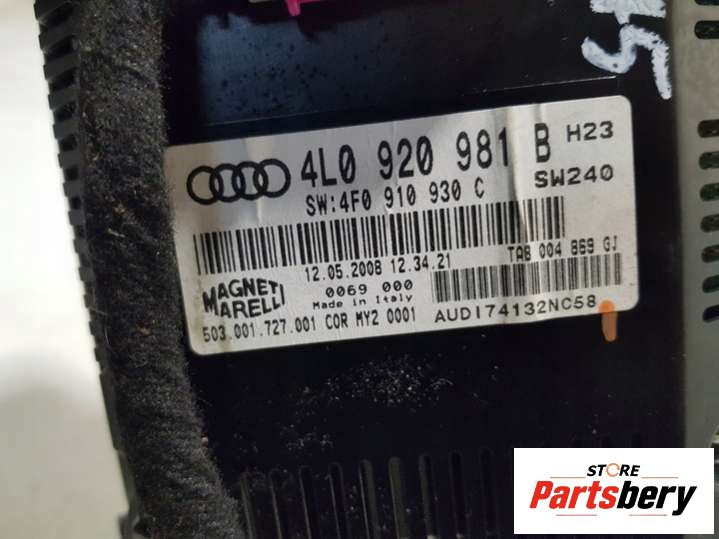 4L0 920 981 B H23
SW:4F0 910 930 C SW240
12.05.2008 12.34.21 TAB 004 869 GJ
MAGNETI
MARELLI
0069 000
Made in Italy
503.001.727.001 COR MY2 0001 AUDI74132NC58
STORE
Partsbery